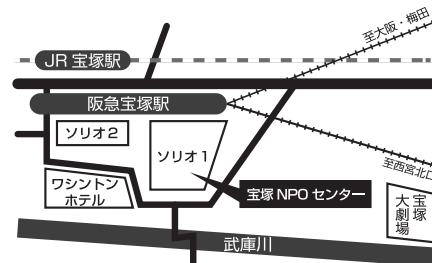 至大阪・梅田
JR 宝塚駅
阪急宝塚駅
ソリオ2
ソリオ1
至西宮北口
ワシントン
ホテル
宝塚 NPO センター
宝塚
大劇場
武庫川